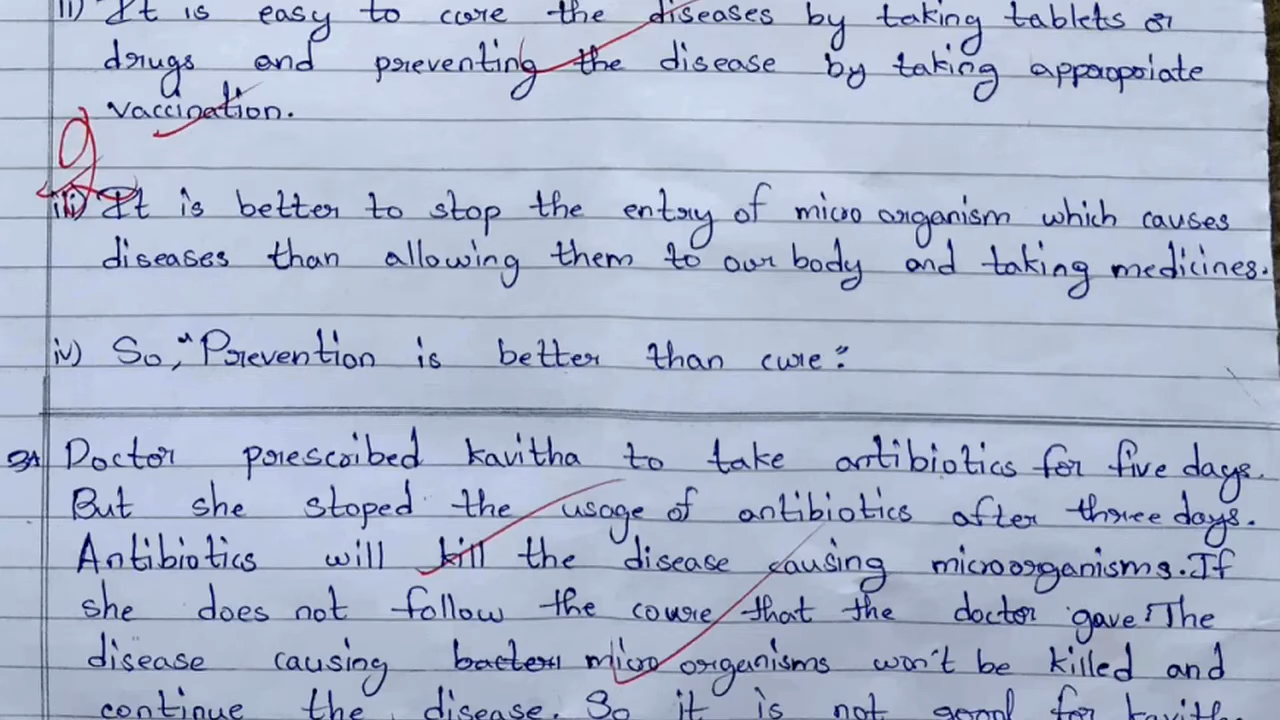 ii) It is easy to cure the diseases by taking tablets or
drugs and preventing the disease by taking appropriate
vaccination.
iii) It is better to stop the entry of micro organism which causes
diseases than allowing them to our body and taking medicines.
iv) So, "Prevention is better than cure"
3A Doctor prescribed kavitha to take antibiotics for five days.
But she stoped the usage of antibiotics after three days.
Antibiotics will kill the disease causing microorganisms. If
she does not follow the course that the doctor gave! The
disease causing micro organisms won't be killed and
continue the disease. So it is not good for kavitha